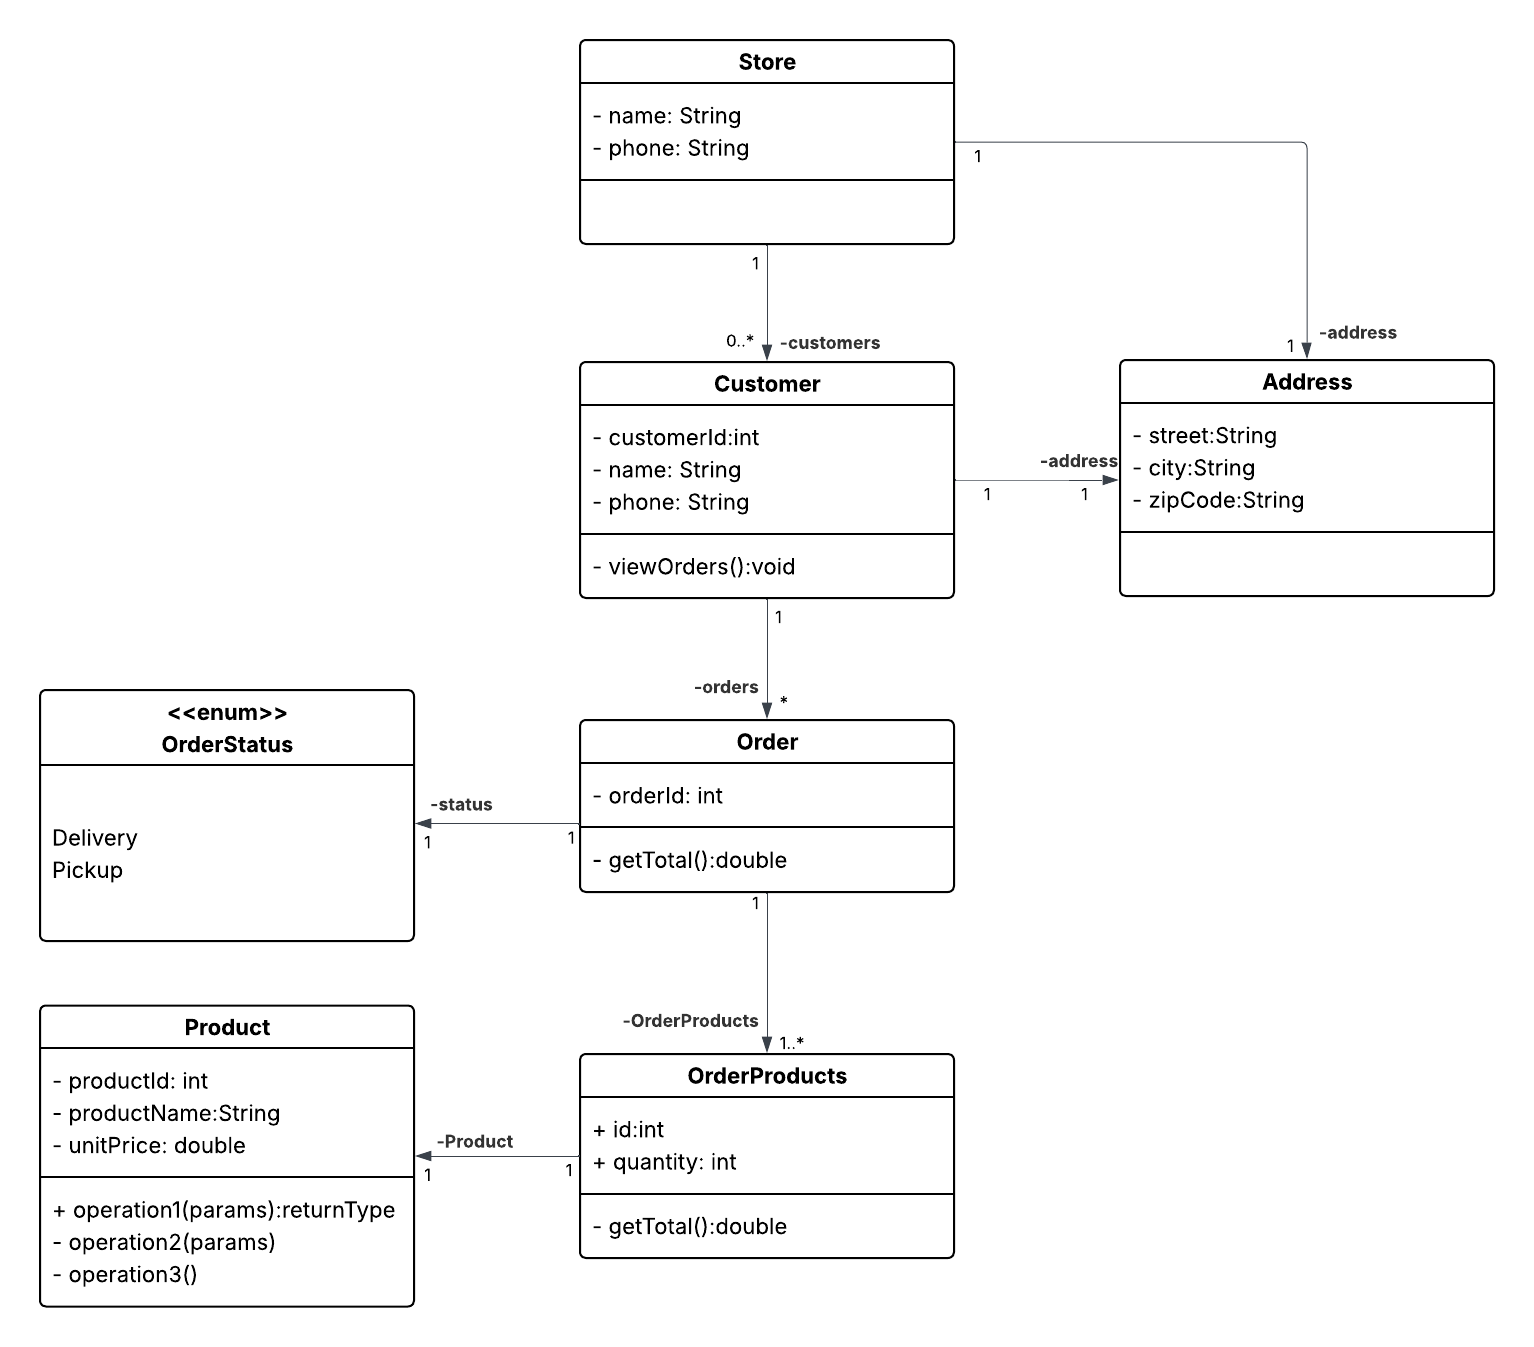 Store
- name: String
- phone: String
1
1
0..*
-customers
-address
1
Customer
- customerId:int
- name: String
- phone: String
- viewOrders():void
-address
1
1
Address
- street:String
- city:String
- zipCode:String
1
-orders
*
<<enum>>
OrderStatus
Delivery
Pickup
-status
1
1
Order
- orderId: int
- getTotal():double
1
-OrderProducts
1..*
Product
- productId: int
- productName:String
- unitPrice: double
+ operation1(params):returnType
- operation2(params)
- operation3()
-Product
1
1
OrderProducts
+ id:int
+ quantity: int
- getTotal():double